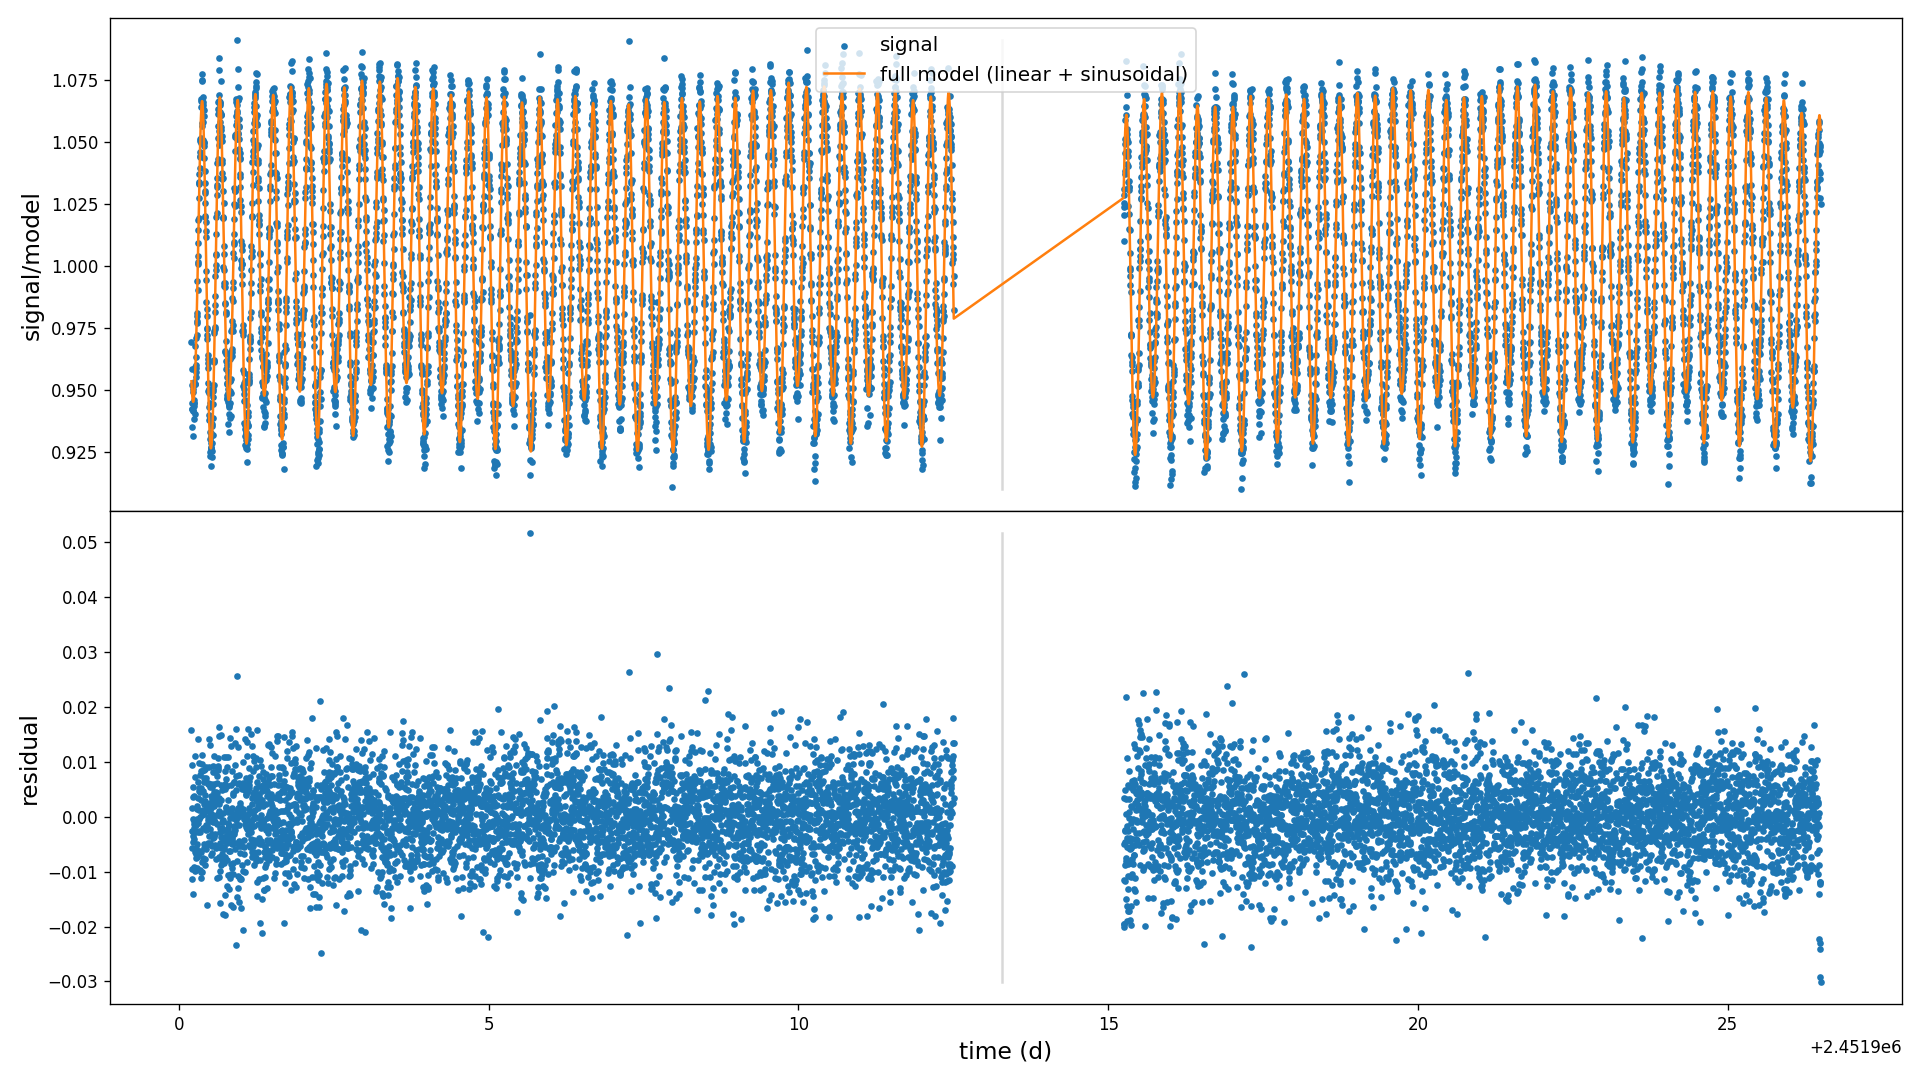 signal
full model (linear + sinusoidal)
signal/model
1.075
1.050
1.025
1.000
0.975
0.950
0.925
residual
0.05
0.04
0.03
0.02
0.01
0.00
−0.01
−0.02
−0.03
0 5 10 15 20 25
time (d)
+2.4519e6